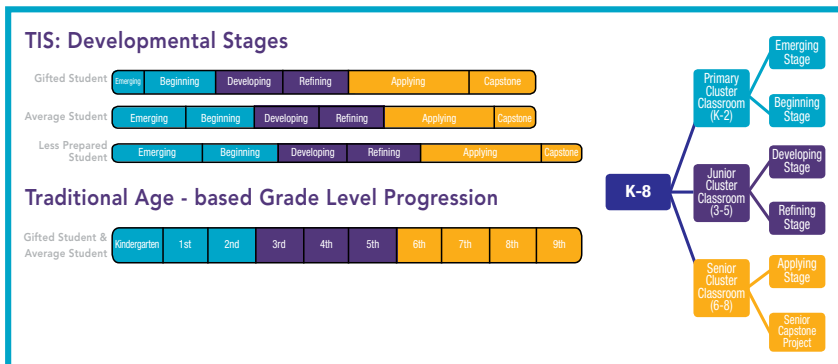 TIS: Developmental Stages
Gifted Student
Emerging Beginning Developing Refining Applying Capstone
Average Student
Emerging Beginning Developing Refining Applying Capstone
Less Prepared
Student
Emerging Beginning Developing Refining Applying Capstone
Traditional Age - based Grade Level Progression
Gifted Student &
Average Student
Kindergarten 1st 2nd 3rd 4th 5th 6th 7th 8th 9th
K-8
Primary
Cluster
Classroom
(K-2)
Emerging
Stage
Beginning
Stage
Junior
Cluster
Classroom
(3-5)
Developing
Stage
Refining
Stage
Senior
Cluster
Classroom
(6-8)
Applying
Stage
Senior
Capstone
Project